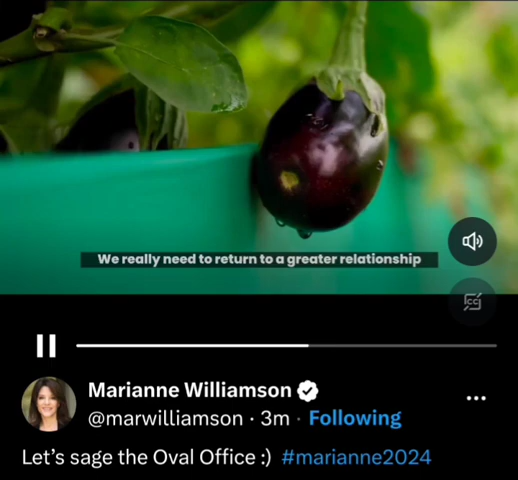 We really need to return to a greater relationship
CC
Marianne Williamson
@marwilliamson · 3m · Following
Let’s sage the Oval Office :) #marianne2024